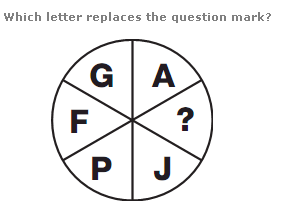 Which letter replaces the question mark?
G A
F ?
P J